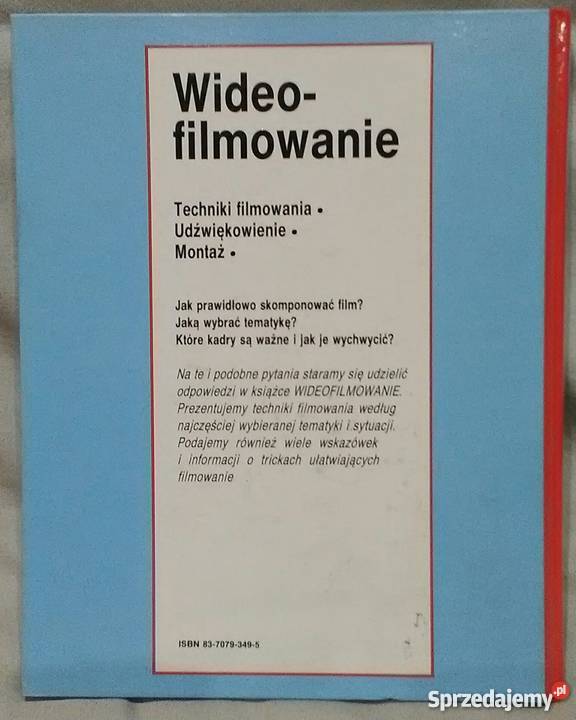 Wideo-
filmowanie
Techniki filmowania •
Udźwiękowienie •
Montaż •
Jak prawidłowo skomponować film?
Jaką wybrać tematykę?
Które kadry są ważne i jak je wychwycić?
Na te i podobne pytania staramy się udzielić
odpowiedzi w książce WIDEOFILMOWANIE.
Prezentujemy techniki filmowania według
najczęściej wybieranej tematyki i sytuacji.
Podajemy również wiele wskazówek
i informacji o trickach ułatwiających
filmowanie
ISBN 83-7079-349-5
Sprzedajemy.pl